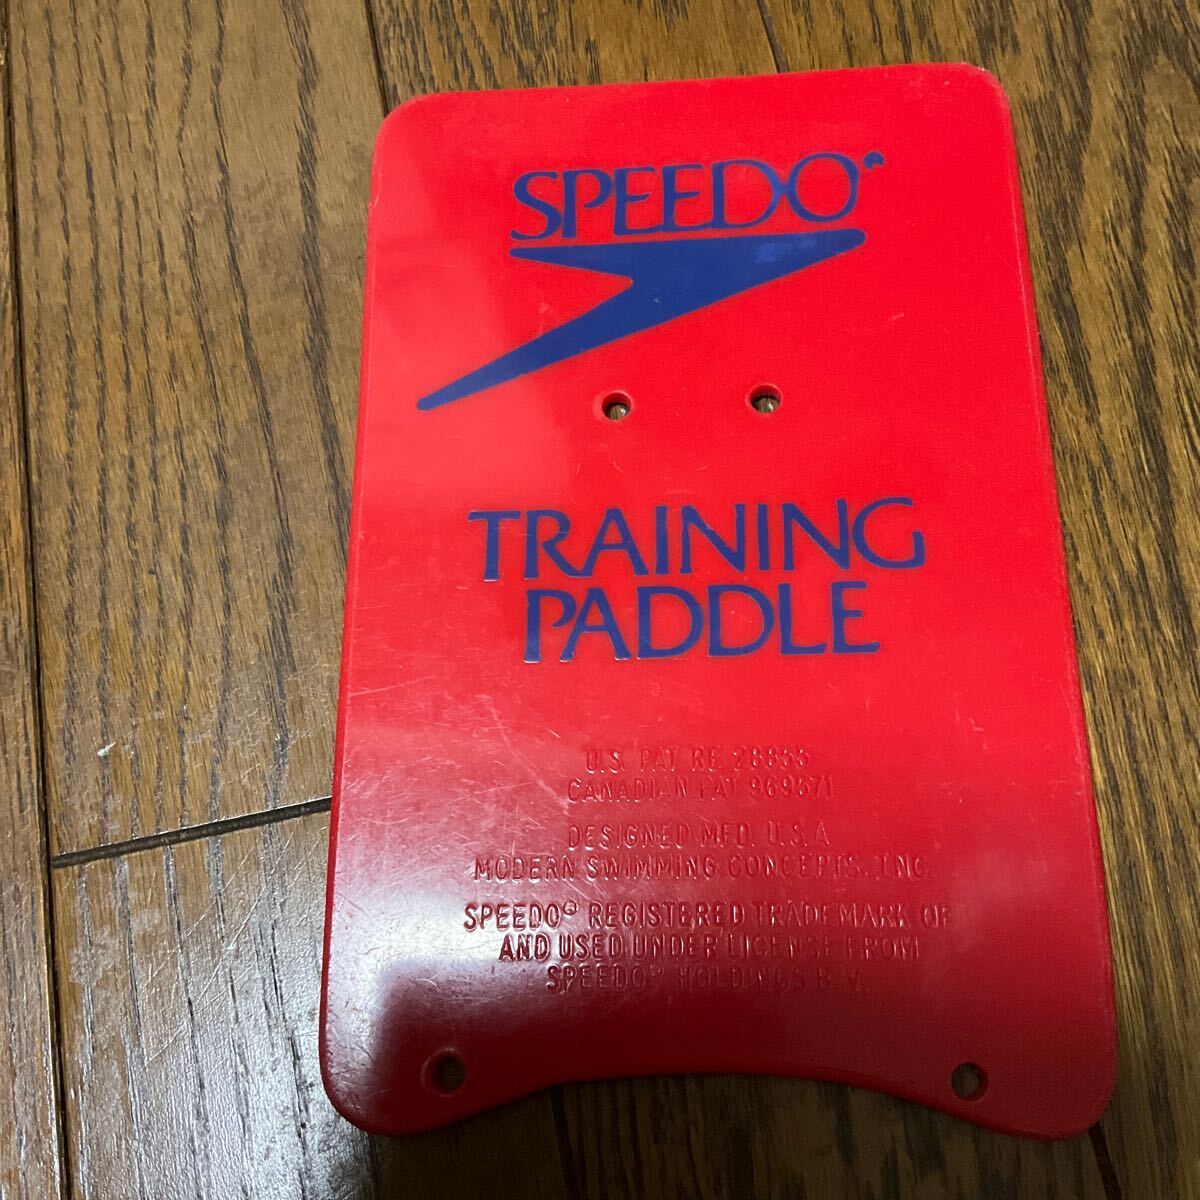 SPEEDO®
TRAINING
PADDLE
U.S. PAT RE. 28855
CANADIAN PAT 969571
DESIGNED MFD. U.S.A.
MODERN SWIMMING CONCEPTS, INC.
SPEEDO® REGISTERED TRADEMARK OF
AND USED UNDER LICENSE FROM
SPEEDO® HOLDINGS B.V.